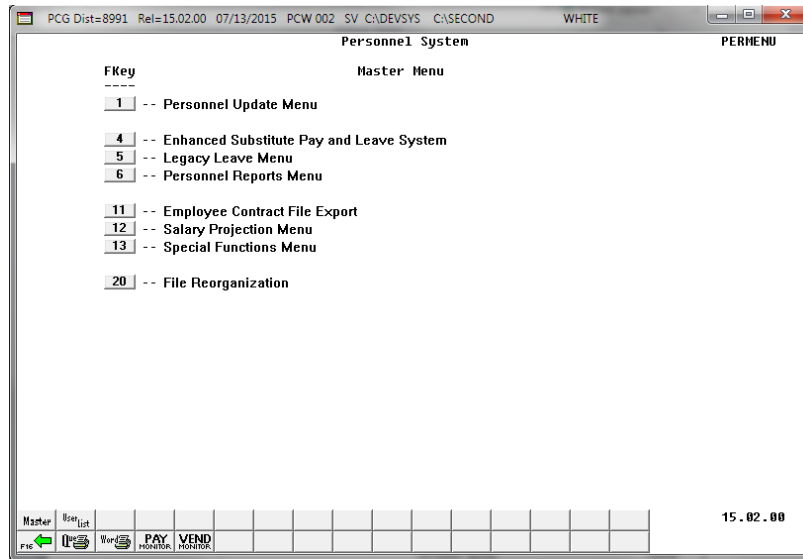 PCG Dist=8991 Rel=15.02.00 07/13/2015 PCW 002 SV C:\DEVSYS C:\SECOND WHITE
Personnel System PERMENU
FKey Master Menu
----
1 -- Personnel Update Menu
4 -- Enhanced Substitute Pay and Leave System
5 -- Legacy Leave Menu
6 -- Personnel Reports Menu
11 -- Employee Contract File Export
12 -- Salary Projection Menu
13 -- Special Functions Menu
20 -- File Reorganization
Master User list 15.02.00
F16 Que Word PAY MONITOR VEND MONITOR